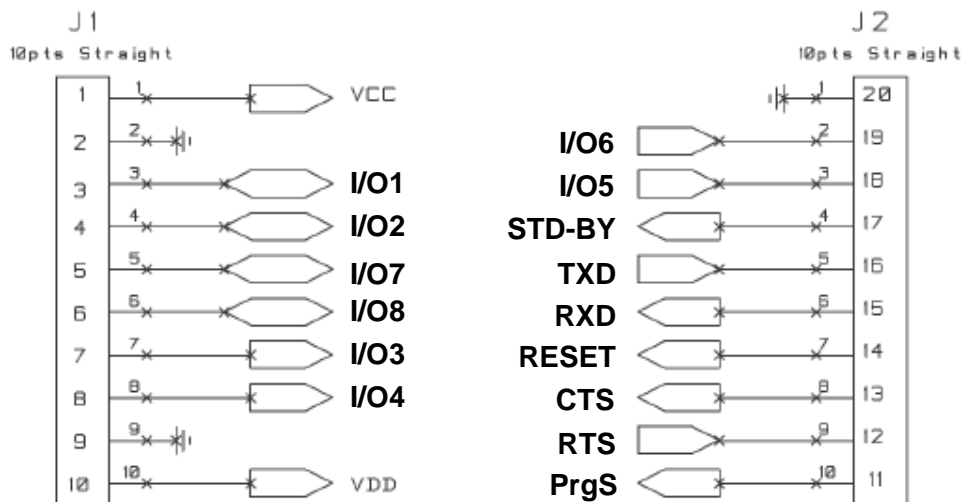 J1
10pts Straight
1 1 VCC
2 2
3 3 I/O1
4 4 I/O2
5 5 I/O7
6 6 I/O8
7 7 I/O3
8 8 I/O4
9 9
10 10 VDD
J2
10pts Straight
1 20
I/O6 2 19
I/O5 3 18
STD-BY 4 17
TXD 5 16
RXD 6 15
RESET 7 14
CTS 8 13
RTS 9 12
PrgS 10 11